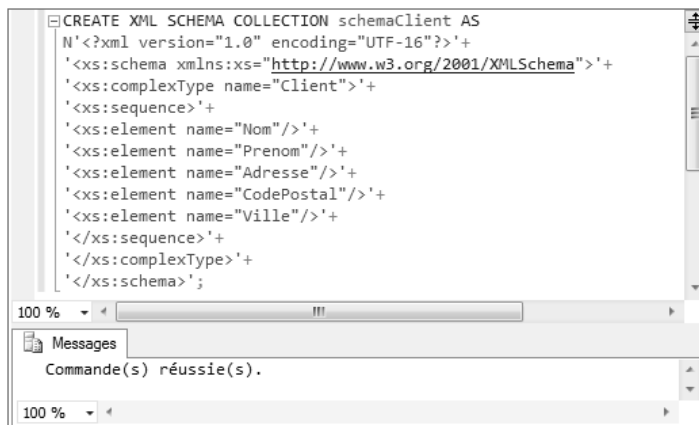 CREATE XML SCHEMA COLLECTION schemaClient AS
N'<?xml version="1.0" encoding="UTF-16"?>'+
'<xs:schema xmlns:xs="http://www.w3.org/2001/XMLSchema">'+
'<xs:complexType name="Client">'+
'<xs:sequence>'+
'<xs:element name="Nom"/>'+
'<xs:element name="Prenom"/>'+
'<xs:element name="Adresse"/>'+
'<xs:element name="CodePostal"/>'+
'<xs:element name="Ville"/>'+
'</xs:sequence>'+
'</xs:complexType>'+
'</xs:schema>';
100 %
Messages
Commande(s) réussie(s).
100 %